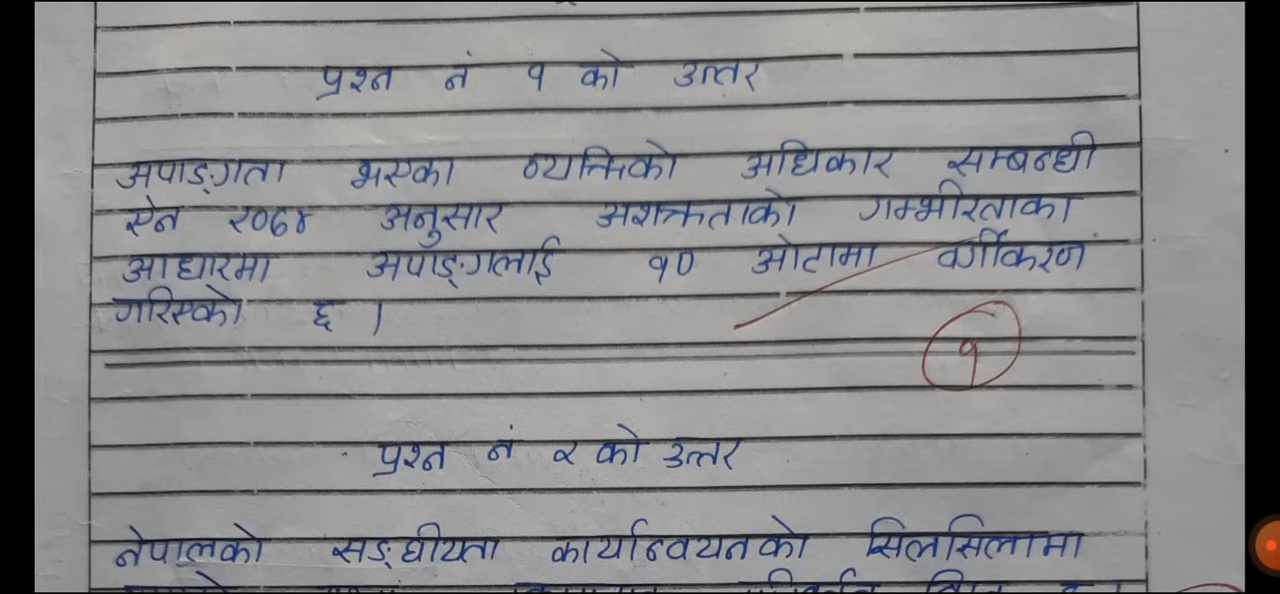 प्रश्न नं १ को उत्तर
अपाङ्गता भएका व्यक्तिको अधिकार सम्बन्धी
ऐन २०७४ अनुसार अशक्तताको गम्भीरताका
आधारमा अपाङ्गलाई १० ओटामा वर्गीकरण
गरिएको छ ।
१
प्रश्न नं २ को उत्तर
नेपालको सङ्घीयता कार्यान्वयनको सिलसिलामा